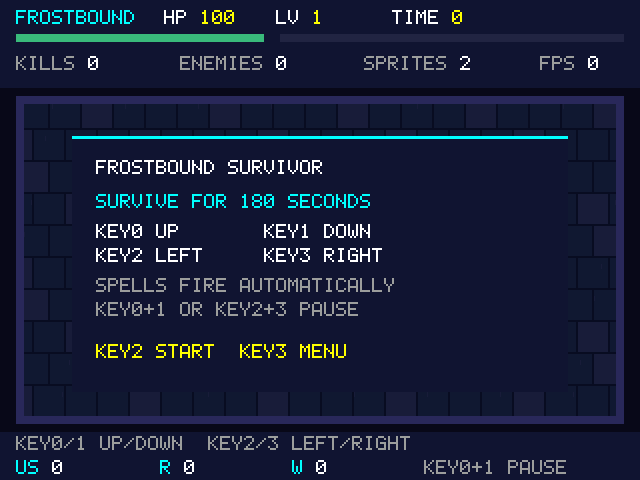 FROSTBOUND HP 100 LV 1 TIME 0
KILLS 0 ENEMIES 0 SPRITES 2 FPS 0
FROSTBOUND SURVIVOR
SURVIVE FOR 180 SECONDS
KEY0 UP KEY1 DOWN
KEY2 LEFT KEY3 RIGHT
SPELLS FIRE AUTOMATICALLY
KEY0+1 OR KEY2+3 PAUSE
KEY2 START KEY3 MENU
KEY0/1 UP/DOWN KEY2/3 LEFT/RIGHT
US 0 R 0 W 0 KEY0+1 PAUSE